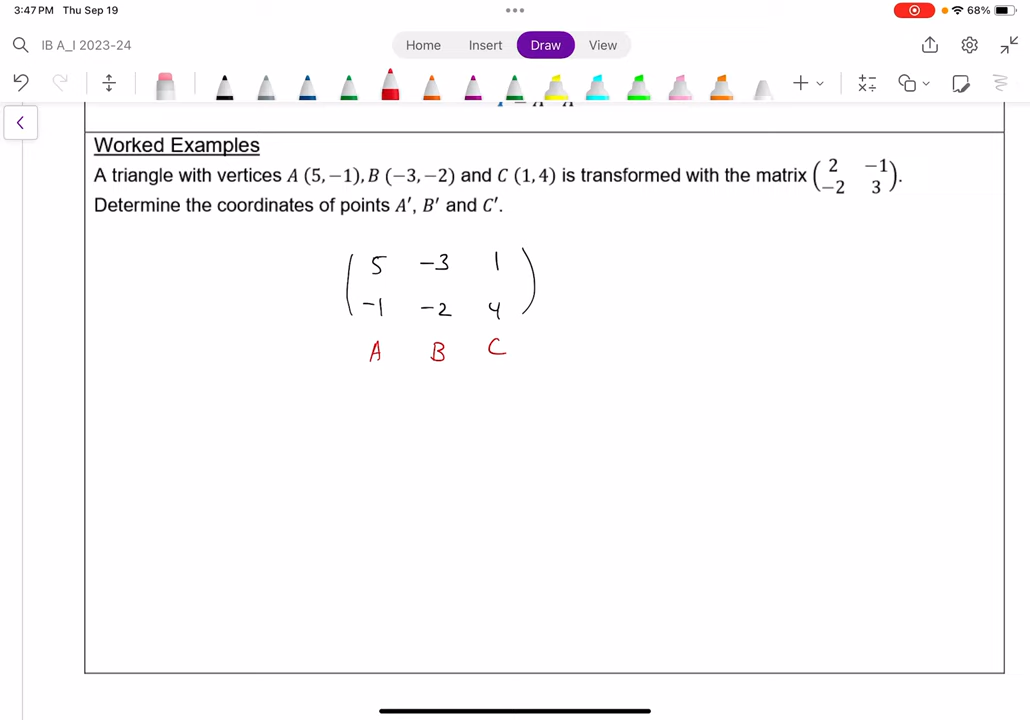 3:47 PM Thu Sep 19
68%
IB A_I 2023-24
Home Insert Draw View
Worked Examples
A triangle with vertices A (5, −1), B (−3, −2) and C (1, 4) is transformed with the matrix (2 −1
−2 3).
Determine the coordinates of points A′, B′ and C′.
( 5 −3 1 )
−1 −2 4
A B C